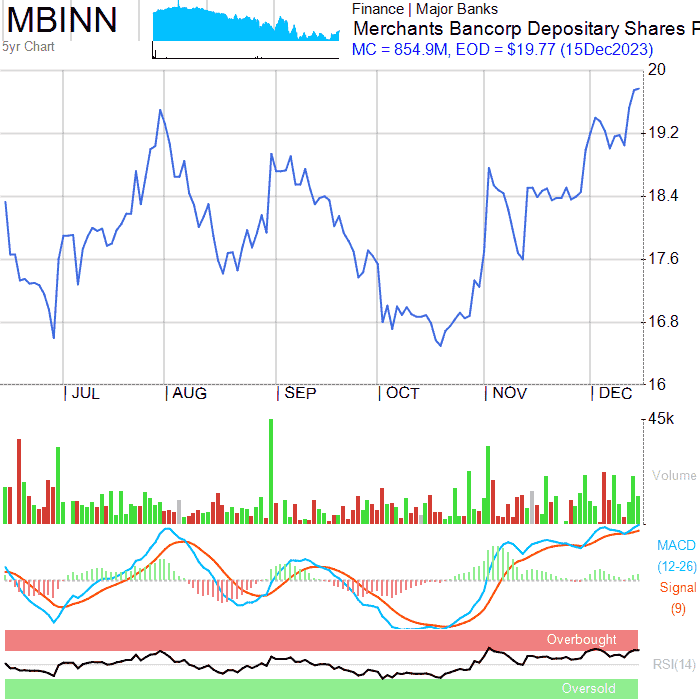 MBINN
5yr Chart
Finance | Major Banks
Merchants Bancorp Depositary Shares
MC = 854.9M, EOD = $19.77 (15Dec2023)
20
19.2
18.4
17.6
16.8
16
JUL AUG SEP OCT NOV DEC
45k
Volume
MACD
(12-26)
Signal
(9)
Overbought
RSI(14)
Oversold